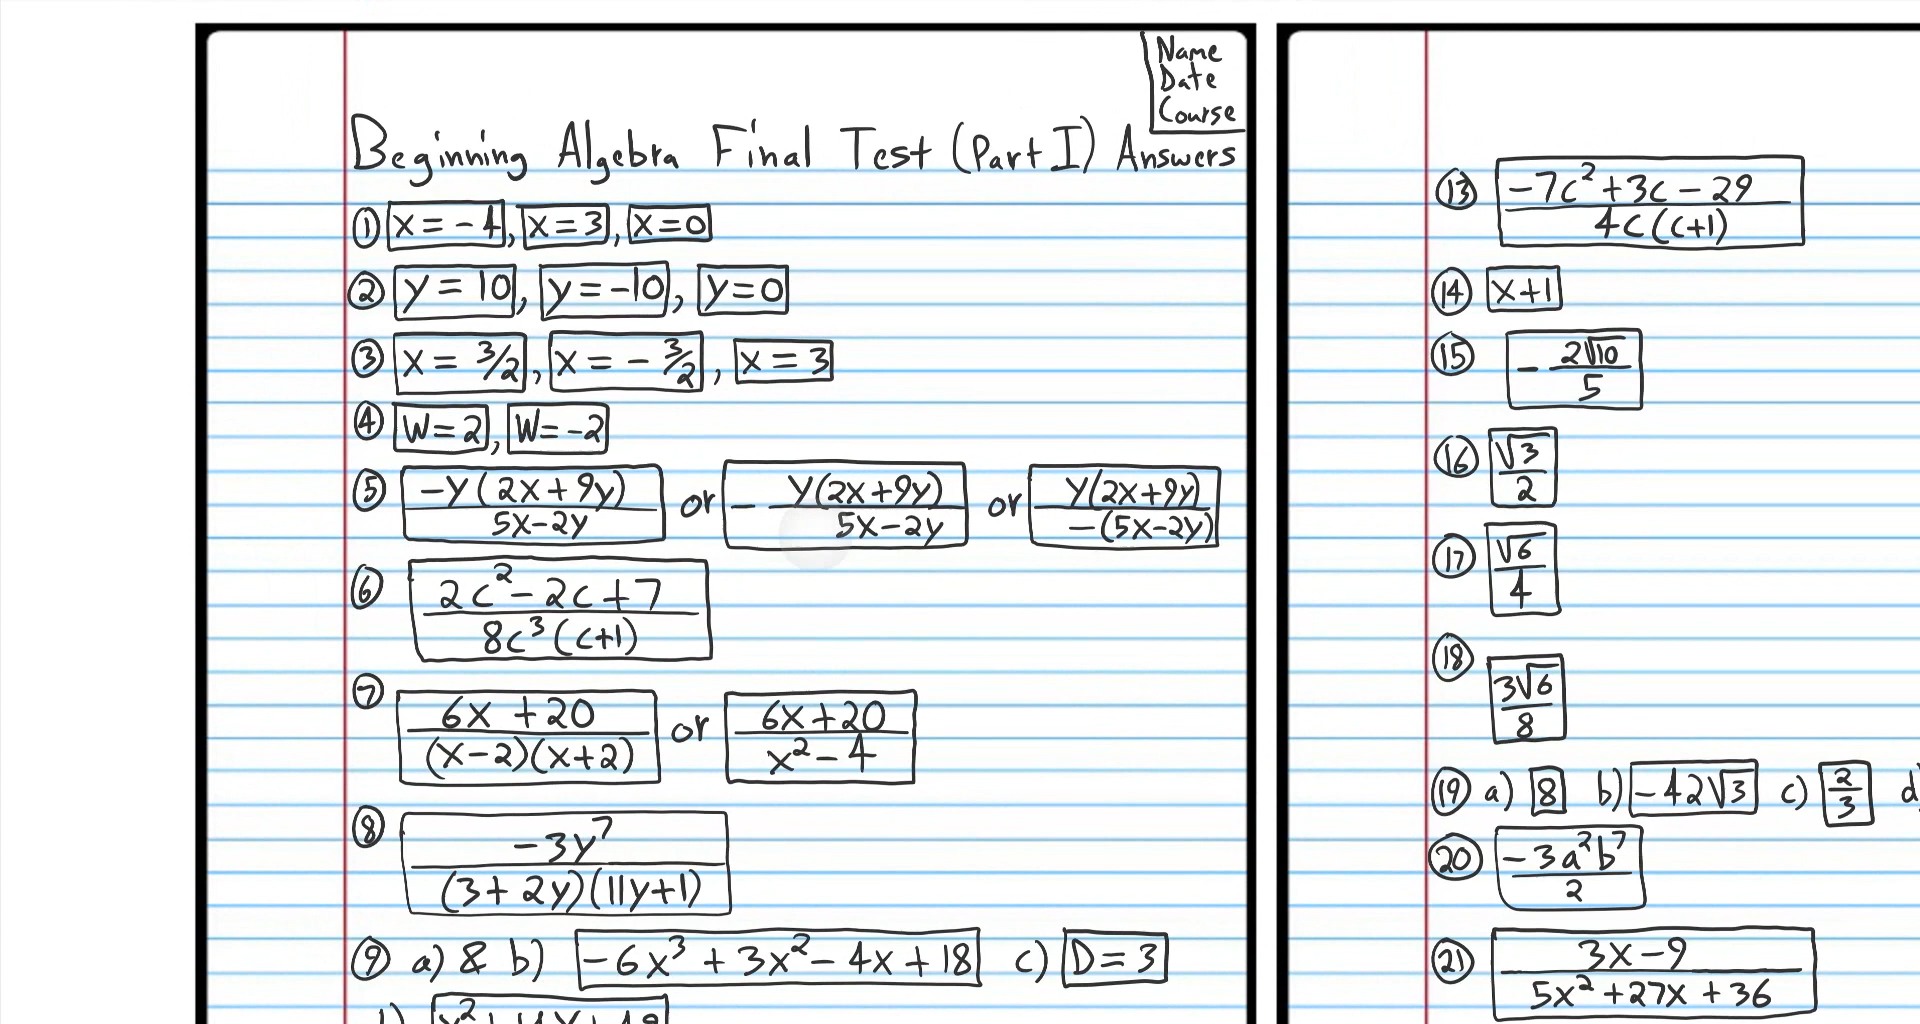 Name
Date
Course
Beginning Algebra Final Test (Part I) Answers
① x = -4, x = 3, x = 0
② y = 10, y = -10, y = 0
③ x = 3/2, x = - 3/2, x = 3
④ W = 2, W = -2
⑤ -y(2x+9y)/(5x-2y) or - y(2x+9y)/(5x-2y) or y(2x+9y)/-(5x-2y)
⑥ (2c² - 2c + 7)/(8c³(c+1))
⑦ (6x + 20)/((x-2)(x+2)) or (6x+20)/(x² - 4)
⑧ -3y⁷/((3+2y)(11y+1))
⑨ a) & b) -6x³ + 3x² - 4x + 18 c) D = 3
⑬ (-7c² + 3c - 29)/(4c(c+1))
⑭ x+1
⑮ - 2√10/5
⑯ √3/2
⑰ √6/4
⑱ 3√6/8
⑲ a) 8 b) -42√3 c) 2/3 d)
⑳ -3a²b⁷/2
㉑ (3x-9)/(5x² + 27x + 36)